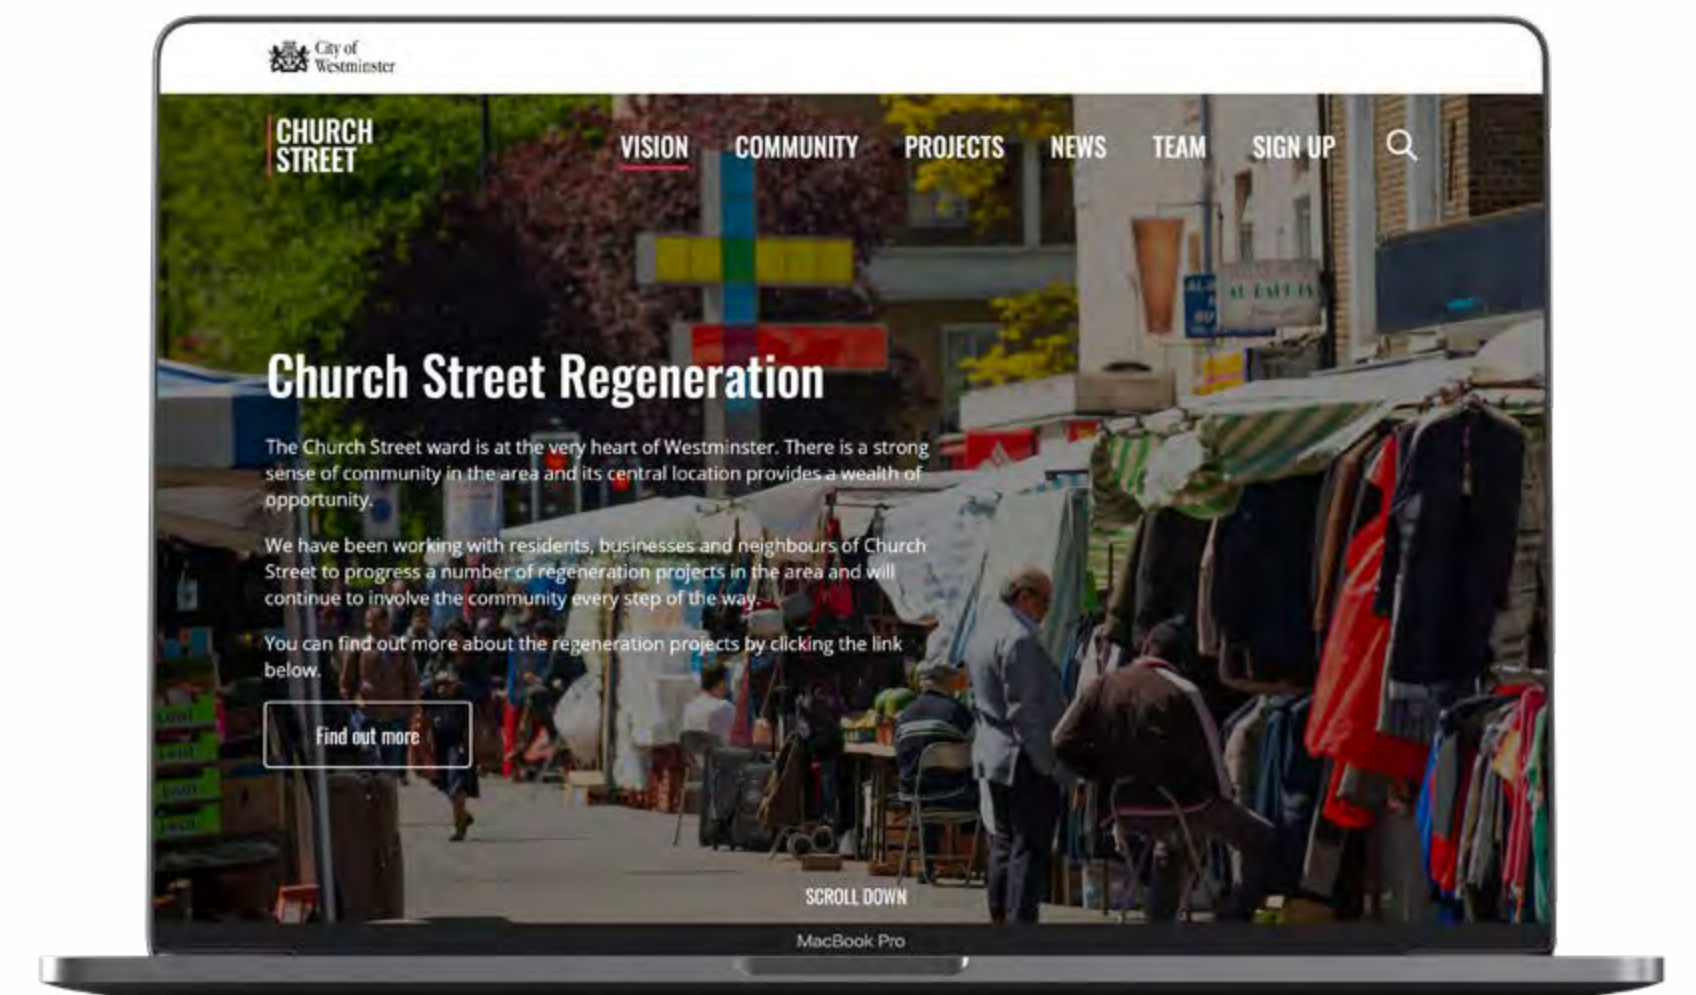 City of
Westminster
CHURCH
STREET
VISION COMMUNITY PROJECTS NEWS TEAM SIGN UP
Church Street Regeneration
The Church Street ward is at the very heart of Westminster. There is a strong
sense of community in the area and its central location provides a wealth of
opportunity.
We have been working with residents, businesses and neighbours of Church
Street to progress a number of regeneration projects in the area and will
continue to involve the community every step of the way.
You can find out more about the regeneration projects by clicking the link
below.
Find out more
SCROLL DOWN
MacBook Pro